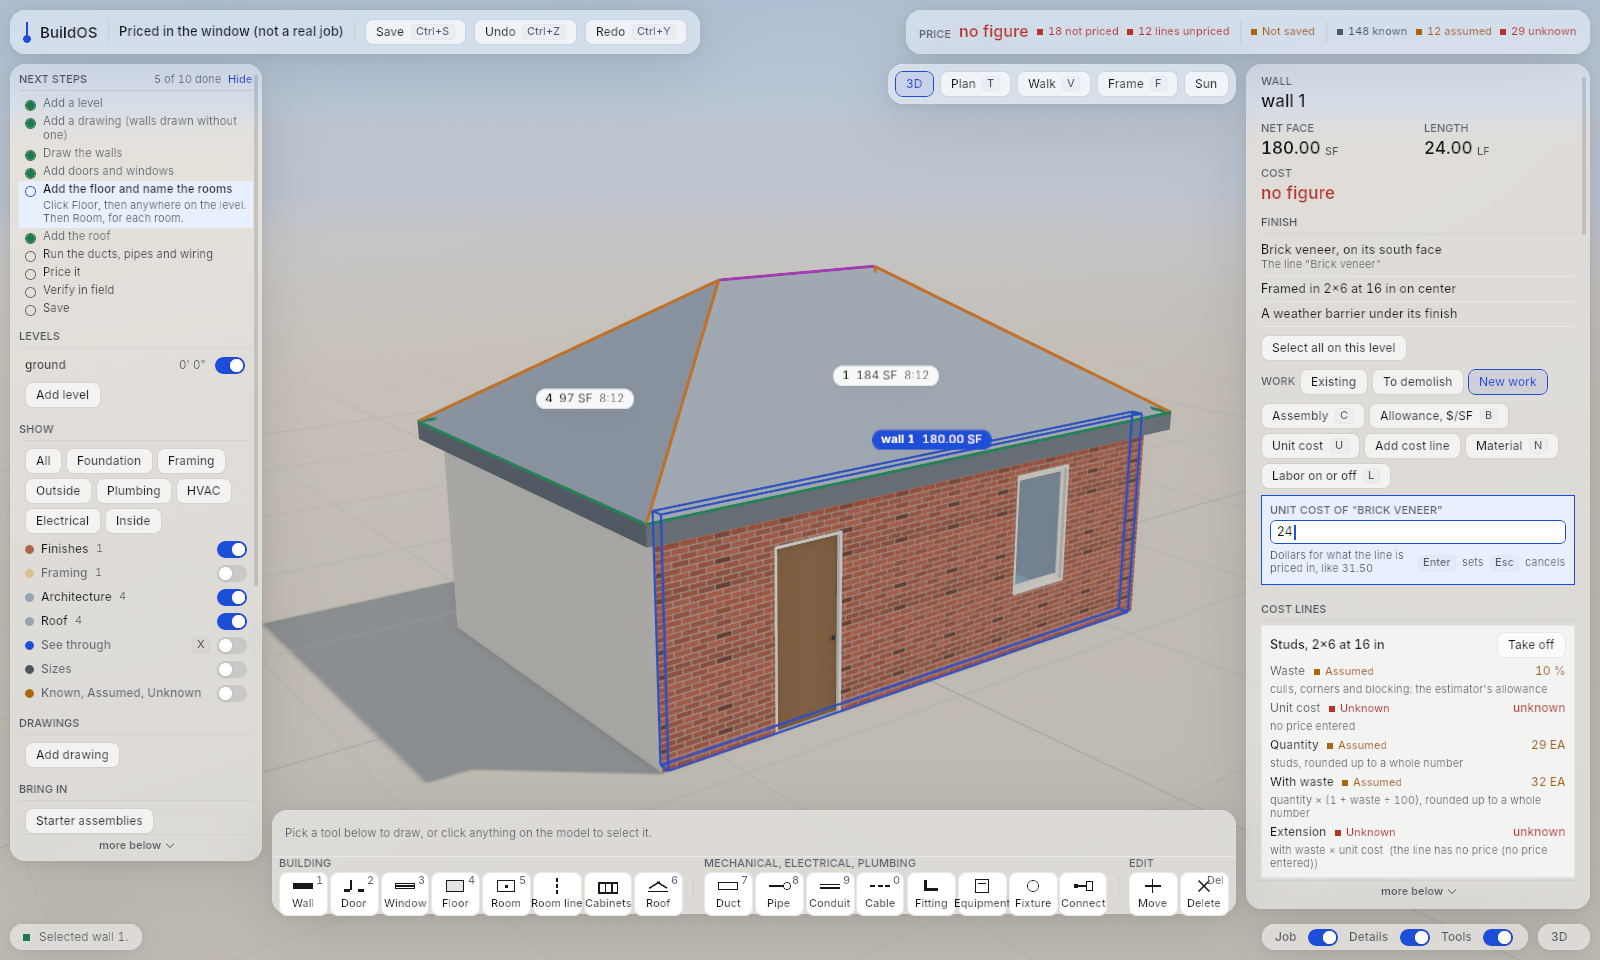 BuildOS
Priced in the window (not a real job)
Save Ctrl+S
Undo Ctrl+Z
Redo Ctrl+Y
PRICE no figure 18 not priced 12 lines unpriced Not saved 148 known 12 assumed 29 unknown
NEXT STEPS 5 of 10 done Hide
Add a level
Add a drawing (walls drawn without
one)
Draw the walls
Add doors and windows
Add the floor and name the rooms
Click Floor, then anywhere on the level.
Then Room, for each room.
Add the roof
Run the ducts, pipes and wiring
Price it
Verify in field
Save
LEVELS
ground 0' 0"
Add level
SHOW
All Foundation Framing
Outside Plumbing HVAC
Electrical Inside
Finishes 1
Framing 1
Architecture 4
Roof 4
See through X
Sizes
Known, Assumed, Unknown
DRAWINGS
Add drawing
BRING IN
Starter assemblies
more below
Selected wall 1.
3D Plan T Walk V Frame F Sun
4 97 SF 8:12
1 184 SF 8:12
wall 1 180.00 SF
Pick a tool below to draw, or click anything on the model to select it.
BUILDING
1 2 3 4 5 6
Wall Door Window Floor Room Room line Cabinets Roof
MECHANICAL, ELECTRICAL, PLUMBING
7 8 9 0
Duct Pipe Conduit Cable Fitting Equipment Fixture Connect
EDIT
Del
Move Delete
WALL
wall 1
NET FACE LENGTH
180.00 SF 24.00 LF
COST
no figure
FINISH
Brick veneer, on its south face
The line "Brick veneer"
Framed in 2×6 at 16 in on center
A weather barrier under its finish
Select all on this level
WORK Existing To demolish New work
Assembly C Allowance, $/SF B
Unit cost U Add cost line Material N
Labor on or off L
UNIT COST OF "BRICK VENEER"
24
Dollars for what the line is
priced in, like 31.50
Enter sets Esc cancels
COST LINES
Studs, 2×6 at 16 in Take off
Waste Assumed 10 %
culls, corners and blocking: the estimator's allowance
Unit cost Unknown unknown
no price entered
Quantity Assumed 29 EA
studs, rounded up to a whole number
With waste Assumed 32 EA
quantity × (1 + waste ÷ 100), rounded up to a whole
number
Extension Unknown unknown
with waste × unit cost (the line has no price (no price
entered))
more below
Job Details Tools 3D